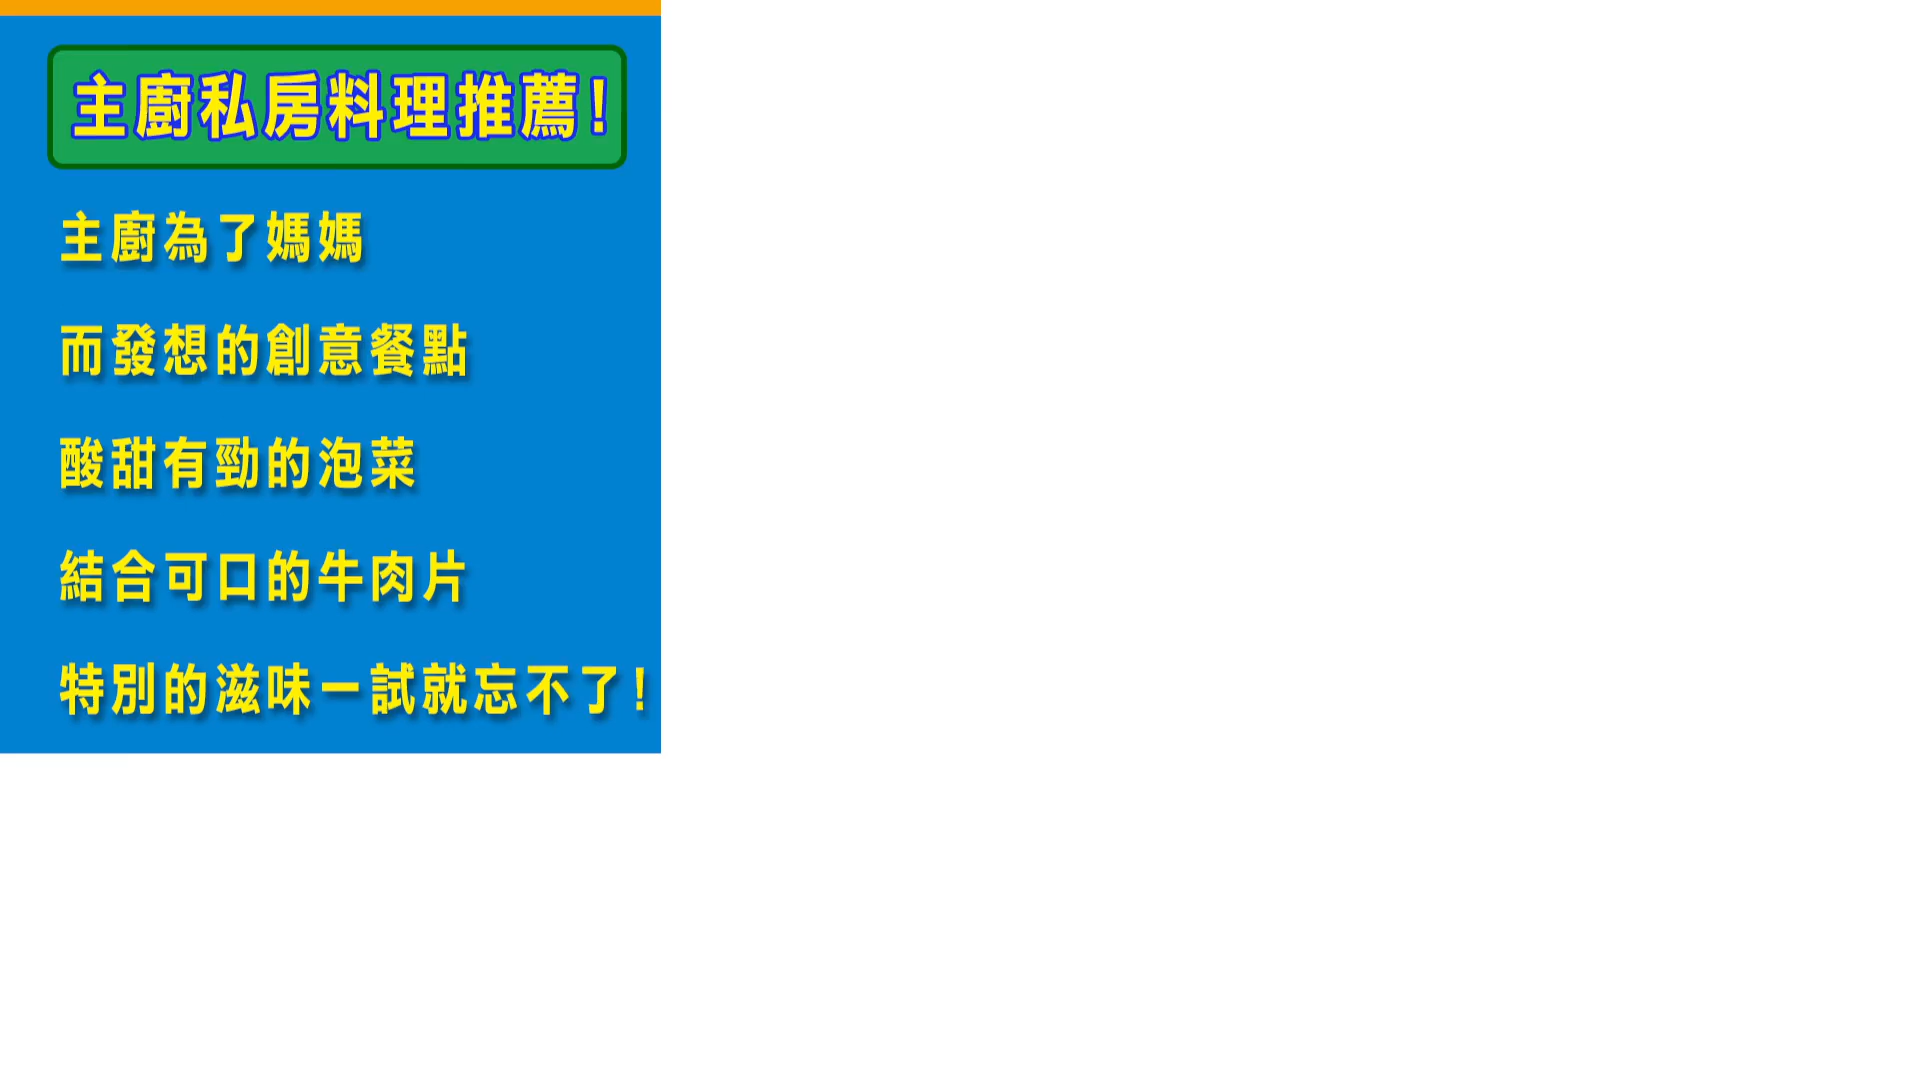 主廚私房料理推薦!
主廚為了媽媽
而發想的創意餐點
酸甜有勁的泡菜
結合可口的牛肉片
特別的滋味一試就忘不了!